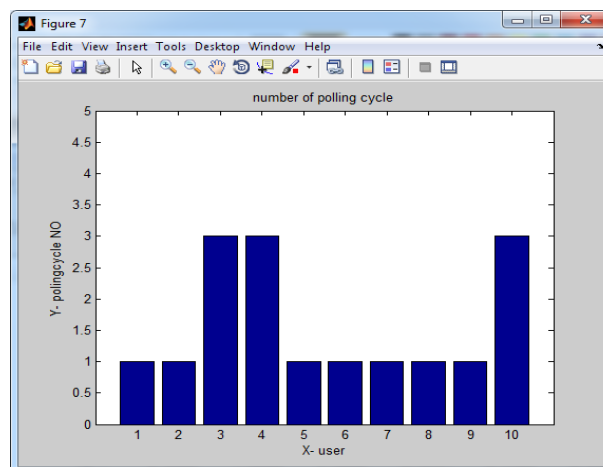 Figure 7
File Edit View Insert Tools Desktop Window Help
number of polling cycle
5
4.5
4
3.5
3
2.5
2
1.5
1
0.5
0
Y- polingcycle NO
1 2 3 4 5 6 7 8 9 10
X- user